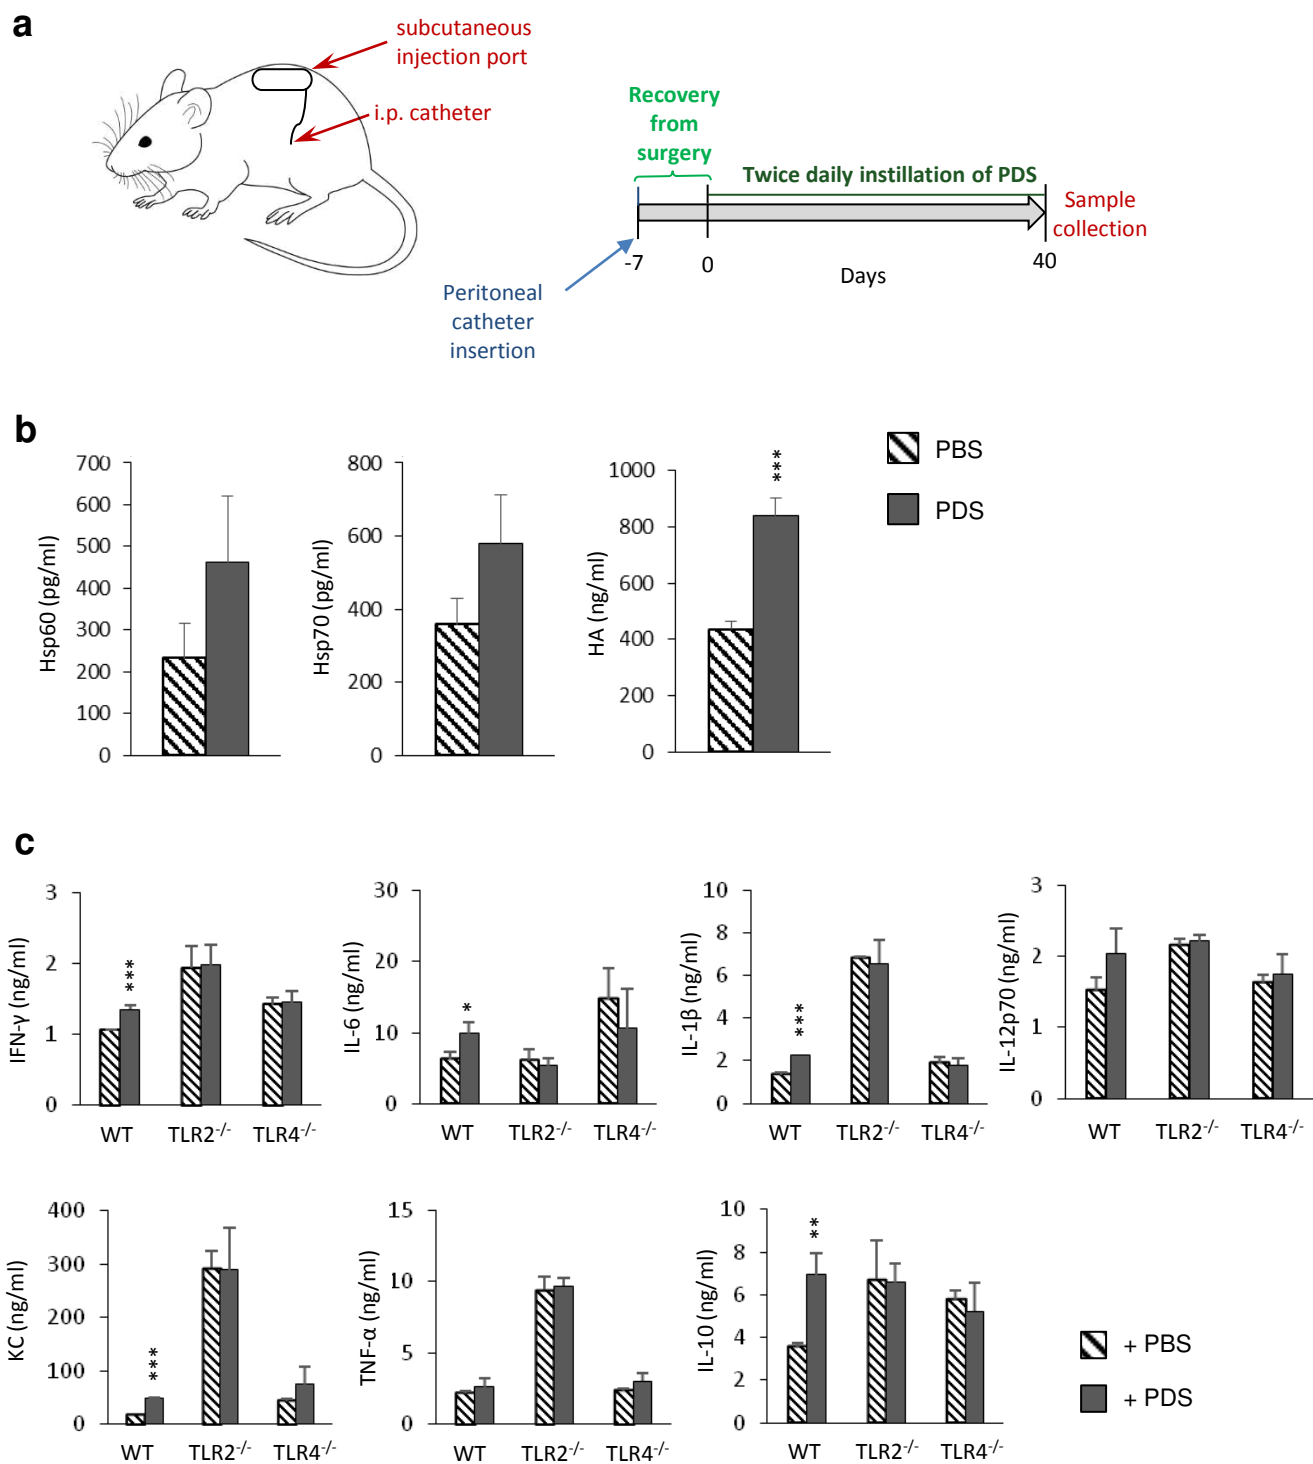 a
subcutaneous
injection port
i.p. catheter
Recovery
from
surgery
Twice daily instillation of PDS
Sample
collection
-7
0
40
Days
Peritoneal
catheter
insertion
b
700
600
500
400
300
200
100
0
Hsp60 (pg/ml)
800
600
400
200
0
Hsp70 (pg/ml)
1000
800
600
400
200
0
HA (ng/ml)
***
PBS
PDS
c
3
2
1
0
IFN-γ (ng/ml)
***
WT
TLR2-/-
TLR4-/-
30
20
10
0
IL-6 (ng/ml)
*
WT
TLR2-/-
TLR4-/-
10
8
6
4
2
0
IL-1β (ng/ml)
***
WT
TLR2-/-
TLR4-/-
3
2
1
0
IL-12p70 (ng/ml)
WT
TLR2-/-
TLR4-/-
400
300
200
100
0
KC (ng/ml)
***
WT
TLR2-/-
TLR4-/-
15
10
5
0
TNF-α (ng/ml)
WT
TLR2-/-
TLR4-/-
10
8
6
4
2
0
IL-10 (ng/ml)
**
WT
TLR2-/-
TLR4-/-
+ PBS
+ PDS